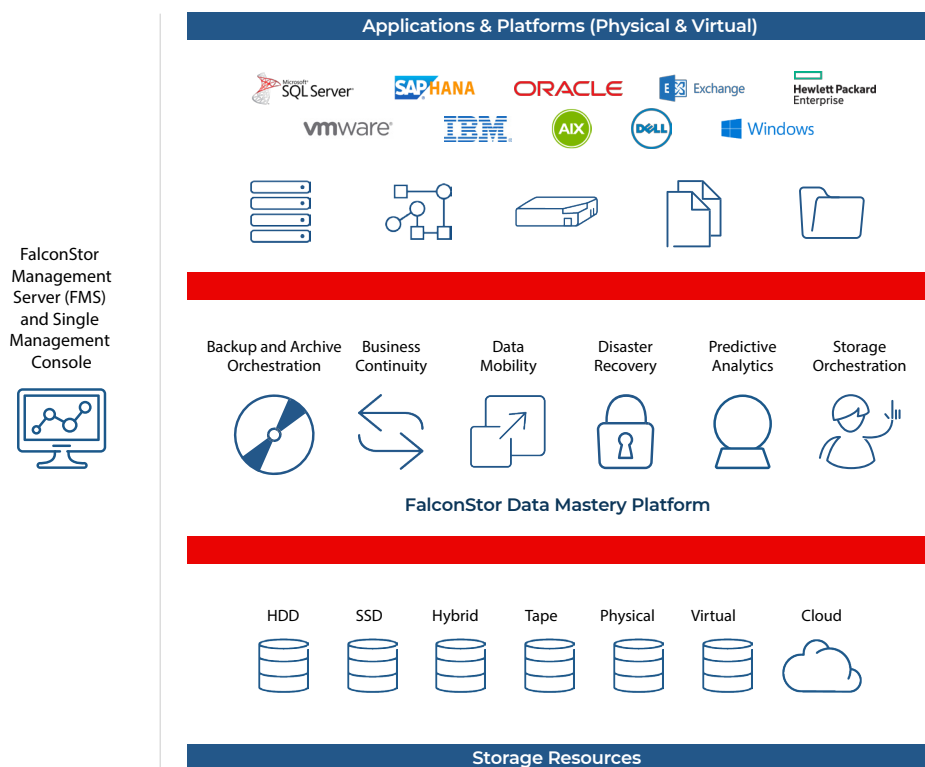 Applications & Platforms (Physical & Virtual)
Microsoft®
SQL Server®
SAP HANA
ORACLE
E Exchange
Hewlett Packard
Enterprise
vmware®
IBM®
AIX
DELL
Windows
FalconStor
Management
Server (FMS)
and Single
Management
Console
Backup and Archive
Orchestration
Business
Continuity
Data
Mobility
Disaster
Recovery
Predictive
Analytics
Storage
Orchestration
FalconStor Data Mastery Platform
HDD
SSD
Hybrid
Tape
Physical
Virtual
Cloud
Storage Resources